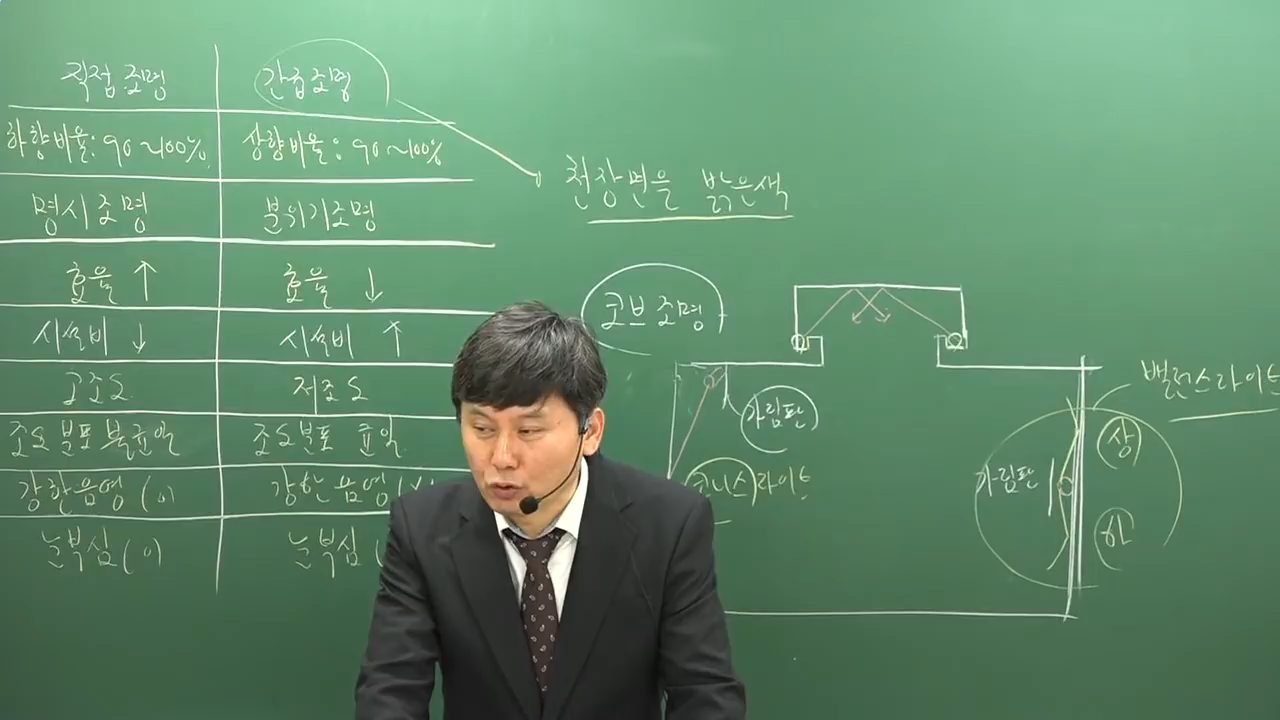 직접조명 간접조명
하향비율: 90~100% 상향비율: 90~100%
명시조명 분위기조명
효율 ↑ 효율 ↓
시설비 ↓ 시설비 ↑
고조도 저조도
조도분포 불균일 조도분포 균일
강한음영 (○) 강한음영 (
눈부심 (○) 눈부심 (
천장면을 밝은색
코브조명
가림판
코니스라이트
밸런스라이트
가림판
상
하